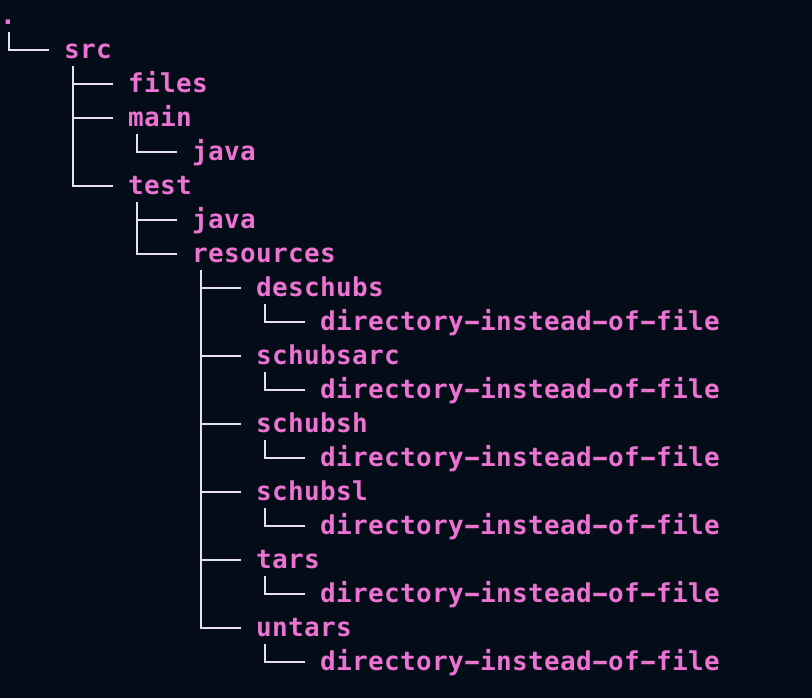 .
└── src
    ├── files
    ├── main
    │   └── java
    └── test
        ├── java
        └── resources
            ├── deschubs
            │   └── directory-instead-of-file
            ├── schubsarc
            │   └── directory-instead-of-file
            ├── schubsh
            │   └── directory-instead-of-file
            ├── schubsl
            │   └── directory-instead-of-file
            ├── tars
            │   └── directory-instead-of-file
            └── untars
                └── directory-instead-of-file